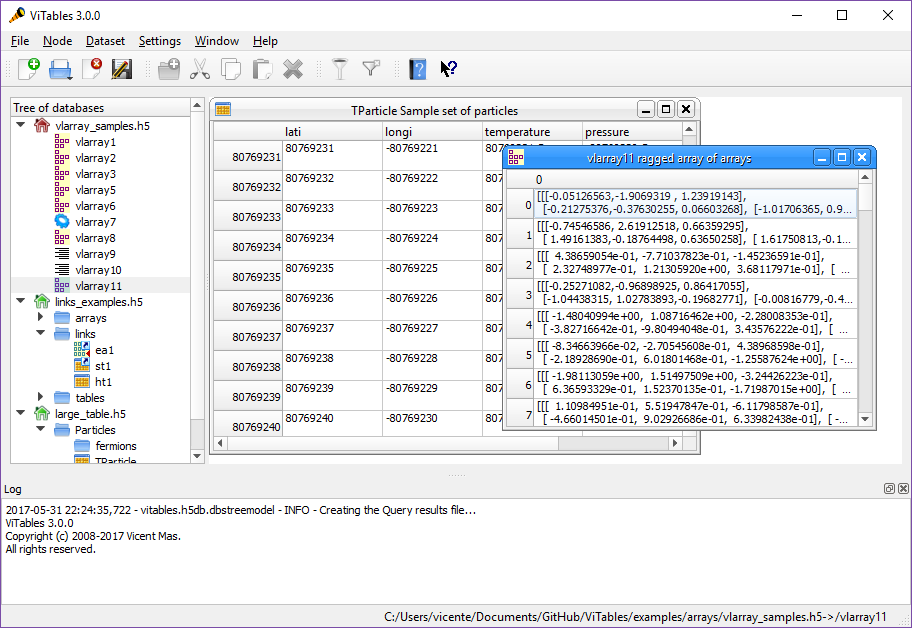 ViTables 3.0.0
File Node Dataset Settings Window Help
Tree of databases
vlarray_samples.h5
vlarray1
vlarray2
vlarray3
vlarray5
vlarray6
vlarray7
vlarray8
vlarray9
vlarray10
vlarray11
links_examples.h5
arrays
links
ea1
st1
ht1
tables
large_table.h5
Particles
fermions
TParticle
TParticle Sample set of particles
lati longi temperature pressure
80769231 80769231 -80769221
80769232 80769232 -80769222
80769233 80769233 -80769223
80769234 80769234 -80769224
80769235 80769235 -80769225
80769236 80769236 -80769226
80769237 80769237 -80769227
80769238 80769238 -80769228
80769239 80769239 -80769229
80769240 80769240 -80769230
vlarray11 ragged array of arrays
0
0 [[[-0.05126563,-1.9069319 , 1.23919143],
[-0.21275376,-0.37630255, 0.06603268], [-1.01706365, 0.9...
1 [[[-0.74546586, 2.61912518, 0.66359295],
[ 1.49161383,-0.18764498, 0.63650258], [ 1.61750813,-0.1...
2 [[[ 4.38659054e-01, -7.71037823e-01, -1.45236591e-01],
[ 2.32748977e-01, 1.21305920e+00, 3.68117971e-01], [ ...
3 [[[-0.25271082,-0.96898925, 0.86417055],
[-1.04438315, 1.02783893,-0.19682771], [-0.00816779,-0.4...
4 [[[ -1.48040994e+00, 1.08716462e+00, -2.28008353e-01],
[ -3.82716642e-01, -9.80494048e-01, 3.43576222e-01], [ ...
5 [[[ -8.34663966e-02, -2.70545608e-01, 4.38968598e-01],
[ -2.18928690e-01, 6.01801468e-01, -1.25587624e+00], [ -...
6 [[[ -1.98113059e+00, 1.51497509e+00, -3.24426223e-01],
[ 6.36593329e-01, 1.52370135e-01, -1.71987015e+00], [ ...
7 [[[ 1.10984951e-01, 5.51947847e-01, -6.11798587e-01],
[ -4.66014501e-01, 9.02926686e-01, 6.33982438e-01], [ -...
Log
2017-05-31 22:24:35,722 - vitables.h5db.dbstreemodel - INFO - Creating the Query results file...
ViTables 3.0.0
Copyright (c) 2008-2017 Vicent Mas.
All rights reserved.
C:/Users/vicente/Documents/GitHub/ViTables/examples/arrays/vlarray_samples.h5->/vlarray11